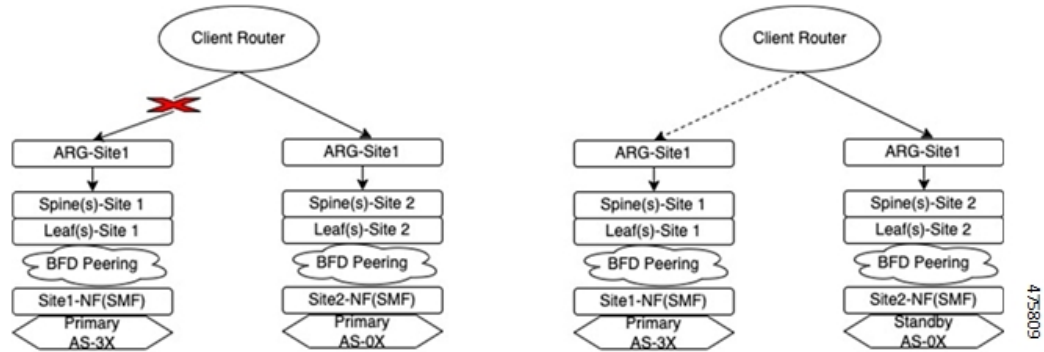 Client Router
ARG-Site1
Spine(s)-Site 1
Leaf(s)-Site 1
BFD Peering
Site1-NF(SMF)
Primary
AS-3X
ARG-Site1
Spine(s)-Site 2
Leaf(s)-Site 2
BFD Peering
Site2-NF(SMF)
Primary
AS-0X
Client Router
ARG-Site1
Spine(s)-Site 1
Leaf(s)-Site 1
BFD Peering
Site1-NF(SMF)
Primary
AS-3X
ARG-Site1
Spine(s)-Site 2
Leaf(s)-Site 2
BFD Peering
Site2-NF(SMF)
Standby
AS-0X
475809